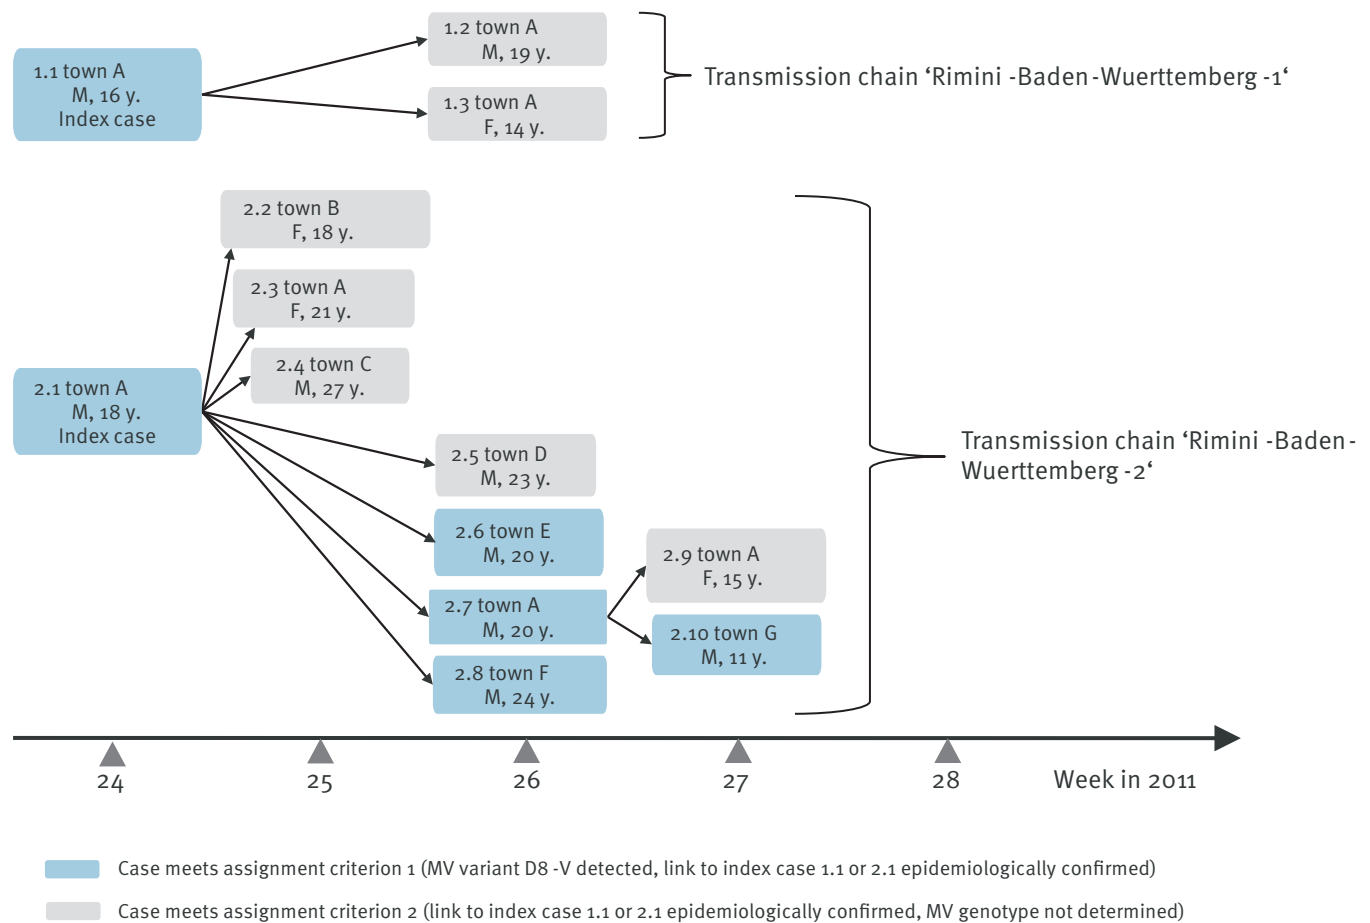 1.1 town A
M, 16 y.
Index case
1.2 town A
M, 19 y.
1.3 town A
F, 14 y.
Transmission chain ‘Rimini -Baden-Wuerttemberg -1‘
2.1 town A
M, 18 y.
Index case
2.2 town B
F, 18 y.
2.3 town A
F, 21 y.
2.4 town C
M, 27 y.
2.5 town D
M, 23 y.
2.6 town E
M, 20 y.
2.7 town A
M, 20 y.
2.8 town F
M, 24 y.
2.9 town A
F, 15 y.
2.10 town G
M, 11 y.
Transmission chain ‘Rimini -Baden-
Wuerttemberg -2‘
24 25 26 27 28 Week in 2011
Case meets assignment criterion 1 (MV variant D8 -V detected, link to index case 1.1 or 2.1 epidemiologically confirmed)
Case meets assignment criterion 2 (link to index case 1.1 or 2.1 epidemiologically confirmed, MV genotype not determined)